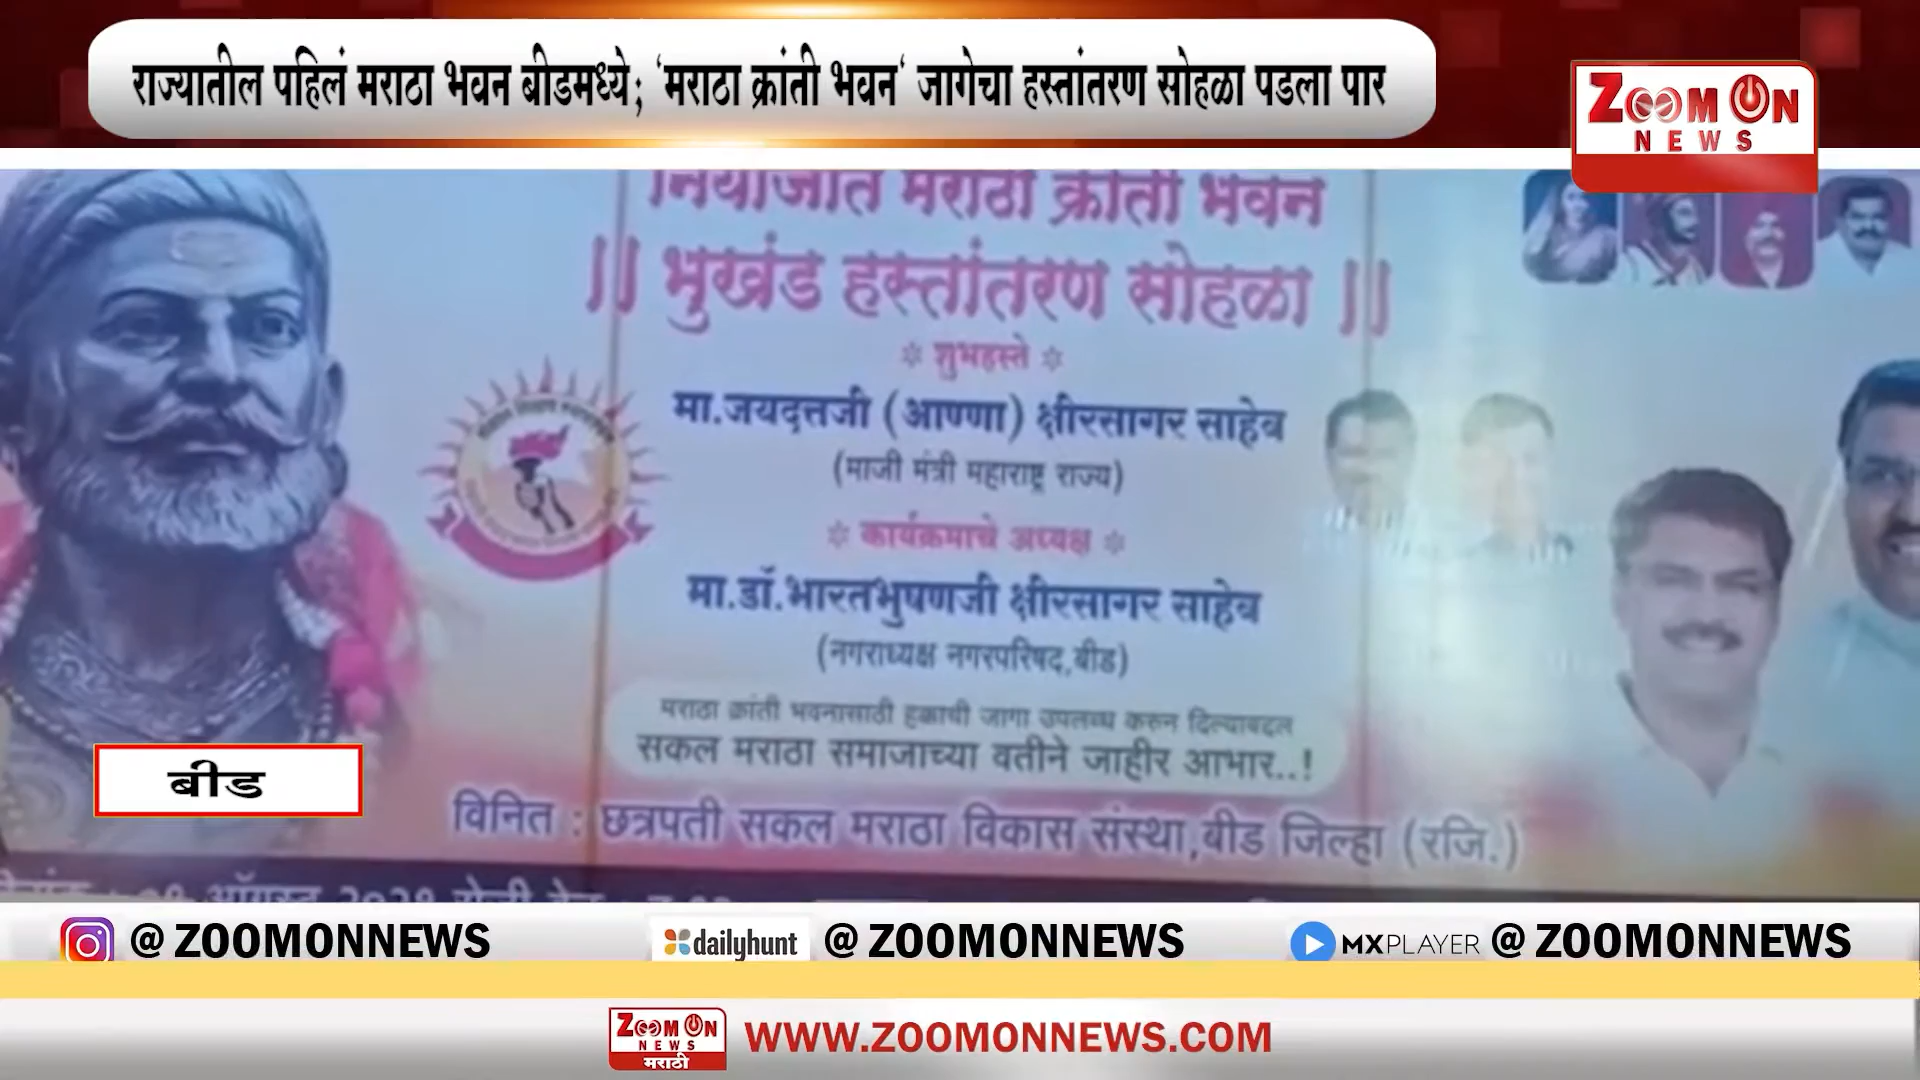 राज्यातील पहिलं मराठा भवन बीडमध्ये; 'मराठा क्रांती भवन' जागेचा हस्तांतरण सोहळा पडला पार
ZOOM ON
NEWS
नियोजीत मराठा क्रांती भवन
|| भुखंड हस्तांतरण सोहळा ||
शुभहस्ते
मा.जयदत्तजी (आण्णा) क्षीरसागर साहेब
(माजी मंत्री महाराष्ट्र राज्य)
कार्यक्रमाचे अध्यक्ष
मा.डॉ.भारतभुषणजी क्षीरसागर साहेब
(नगराध्यक्ष नगरपरिषद,बीड)
मराठा क्रांती भवनासाठी हक्काची जागा उपलब्ध करुन दिल्याबद्दल
सकल मराठा समाजाच्या वतीने जाहीर आभार..!
बीड
विनित : छत्रपती सकल मराठा विकास संस्था,बीड जिल्हा (रजि.)
ऑगस्ट २०२१ रोजी
@ ZOOMONNEWS
dailyhunt @ ZOOMONNEWS
MXPLAYER @ ZOOMONNEWS
ZOOM ON
NEWS
मराठी
WWW.ZOOMONNEWS.COM